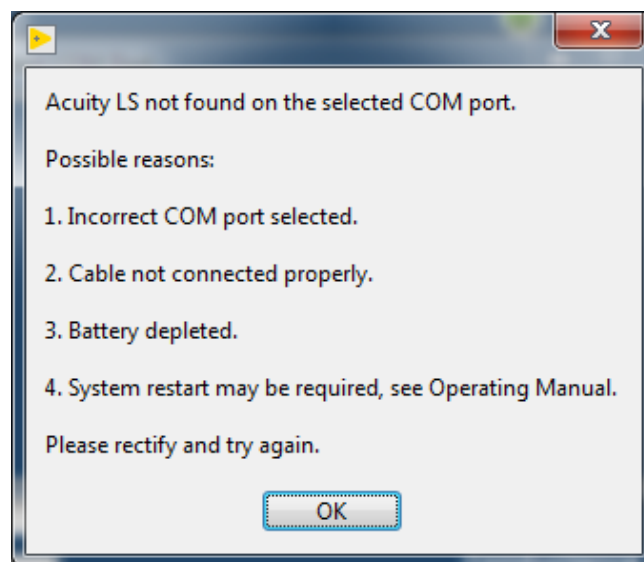 Acuity LS not found on the selected COM port.
Possible reasons:
1. Incorrect COM port selected.
2. Cable not connected properly.
3. Battery depleted.
4. System restart may be required, see Operating Manual.
Please rectify and try again.
OK